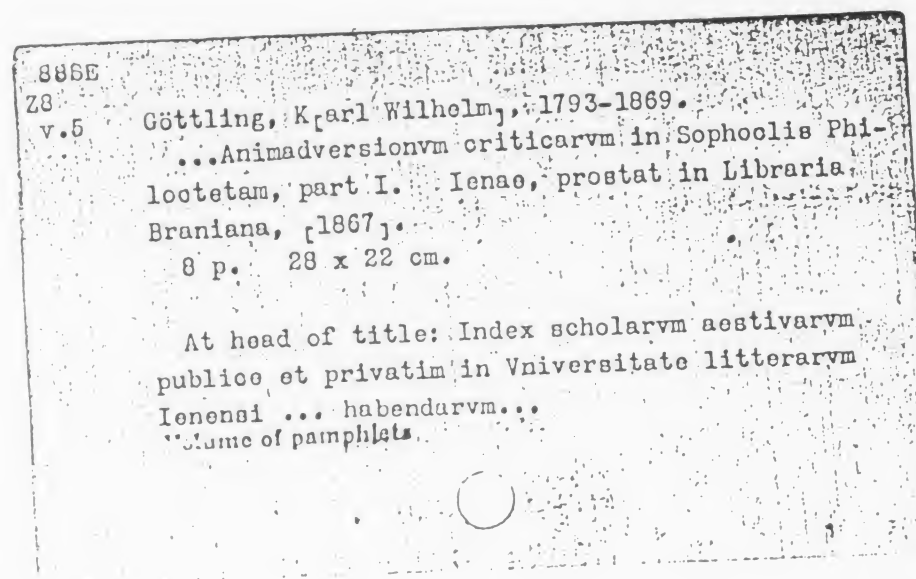 88SE
Z8
v.5 Göttling, K[arl Wilhelm], 1793-1869.
...Animadversionvm criticarvm in Sophoclis Phi-
loctetam, part I. Ienae, prostat in Libraria
Braniana, [1867].
8 p. 28 x 22 cm.
At head of title: Index scholarvm aestivarvm
publice et privatim in Vniversitate litterarvm
Ienensi ... habendarvm...
Volume of pamphlets